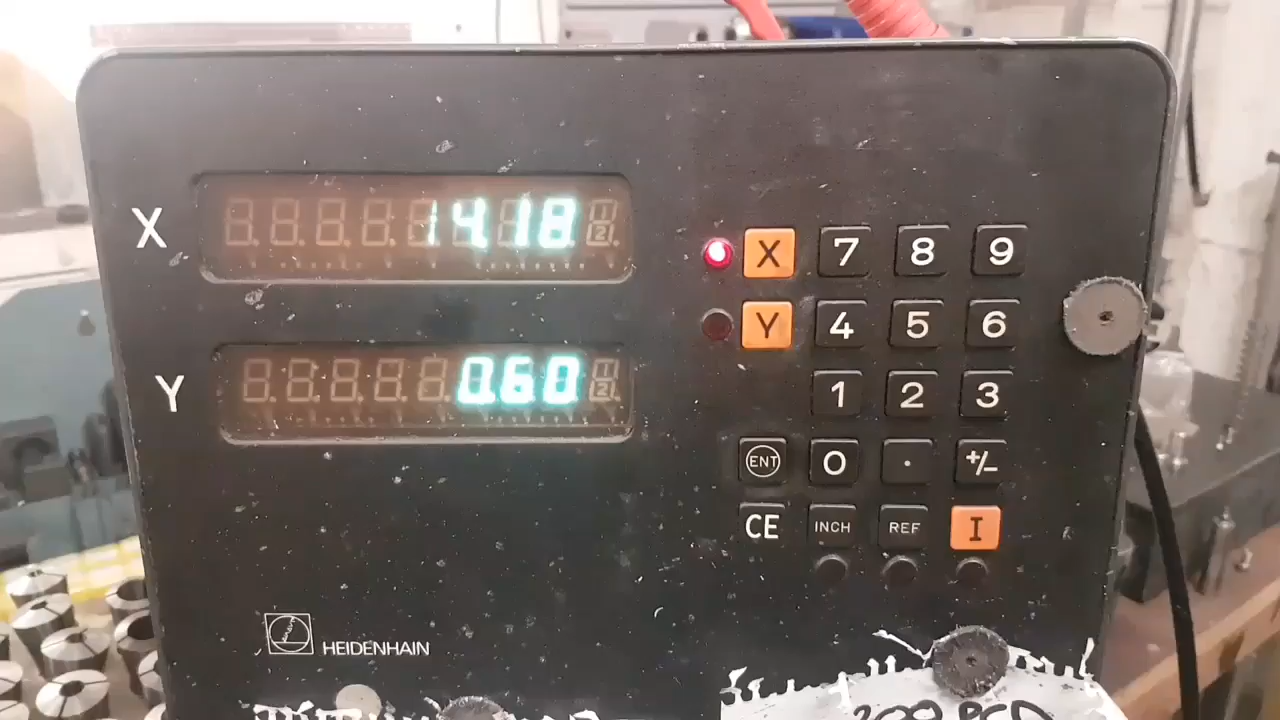 X 14.18
X 7 8 9
Y 0.60
Y 4 5 6
1 2 3
ENT 0 . +/-
CE INCH REF I
HEIDENHAIN